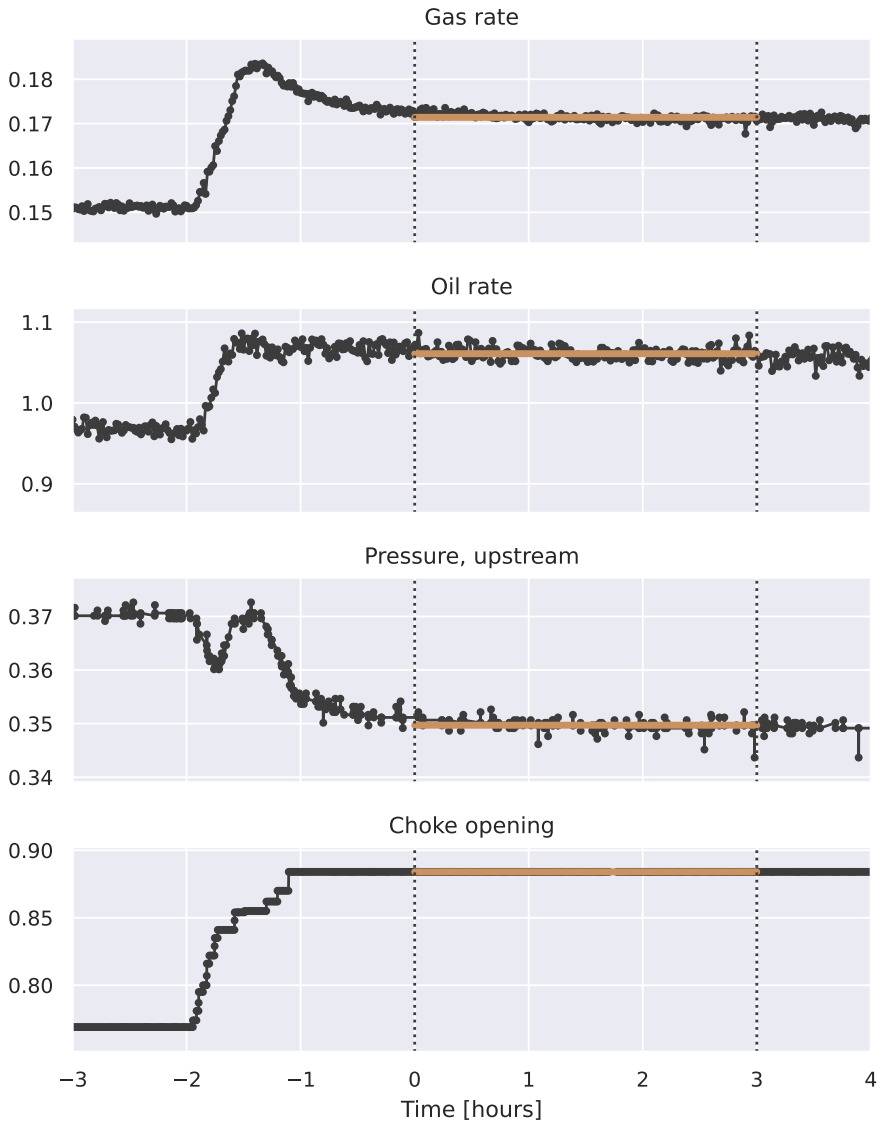 Gas rate
0.18
0.17
0.16
0.15
Oil rate
1.1
1.0
0.9
Pressure, upstream
0.37
0.36
0.35
0.34
Choke opening
0.90
0.85
0.80
−3 −2 −1 0 1 2 3 4
Time [hours]